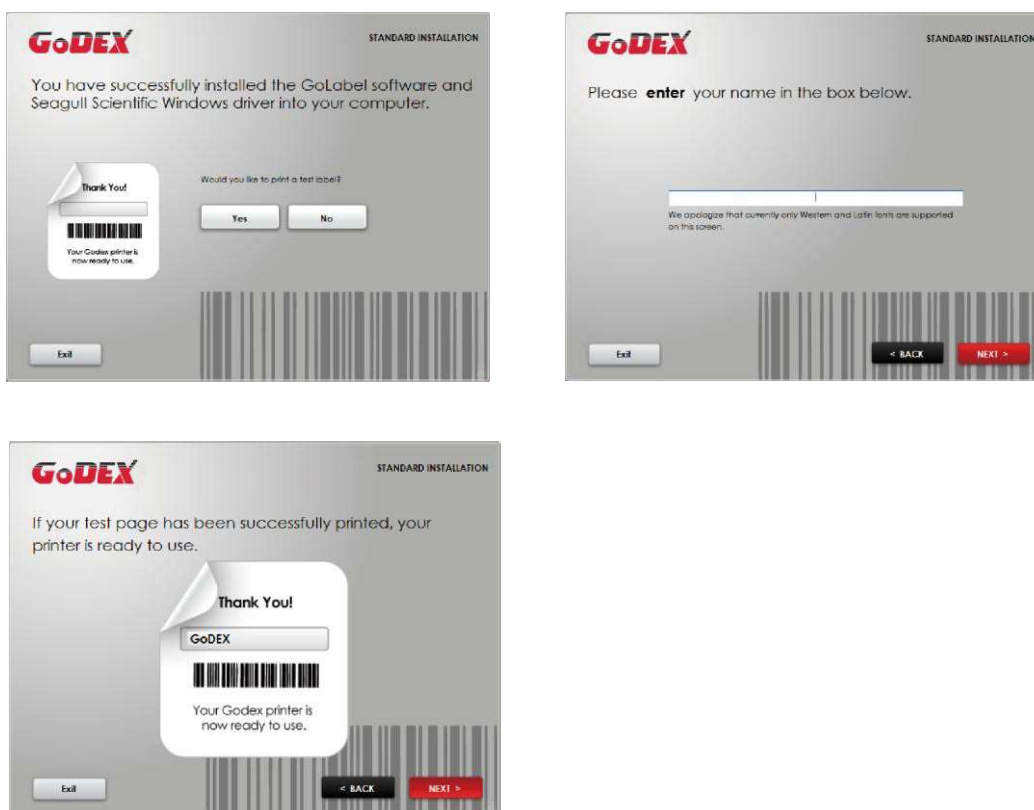 GoDEX
STANDARD INSTALLATION
You have successfully installed the GoLabel software and
Seagull Scientific Windows driver into your computer.
Thank You!
Your Godex printer is
now ready to use.
Would you like to print a test label?
Yes
No
Exit
GoDEX
STANDARD INSTALLATION
Please enter your name in the box below.
We apologize that currently only Western and Latin fonts are supported
on this screen.
Exit
< BACK
NEXT >
GoDEX
STANDARD INSTALLATION
If your test page has been successfully printed, your
printer is ready to use.
Thank You!
GoDEX
Your Godex printer is
now ready to use.
Exit
< BACK
NEXT >